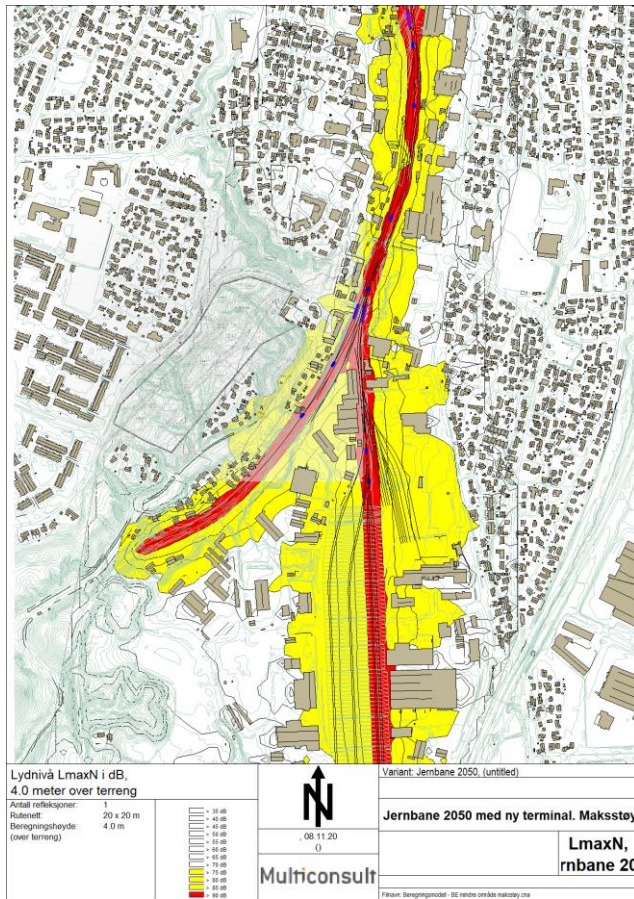 Lydnivå LmaxN i dB,
4.0 meter over terreng
Antall refleksjoner: 1
Rutenett: 20 x 20 m
Beregningshøyde: 4.0 m
(over terreng)
> 35 dB
> 40 dB
> 45 dB
> 50 dB
> 55 dB
> 60 dB
> 65 dB
> 70 dB
> 75 dB
> 80 dB
> 85 dB
> 90 dB
N
, 08.11.20
()
Multiconsult
Variant: Jernbane 2050, (untitled)
Jernbane 2050 med ny terminal. Maksstøy
LmaxN,
rnbane 20
Filnavn: Beregningsmodell - BE mindre område maksstøy.cna